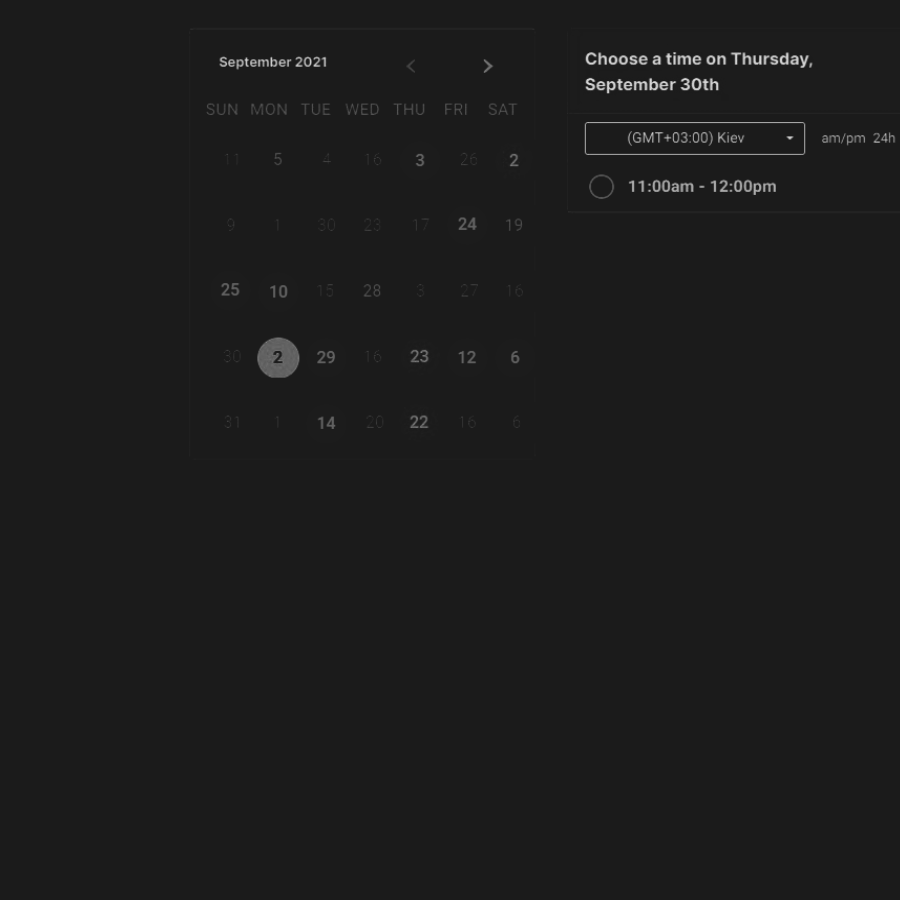 September 2021
SUN MON TUE WED THU FRI SAT
11 5 4 16 3 26 2
9 1 30 23 17 24 19
25 10 15 28 3 27 16
30 2 29 16 23 12 6
31 1 14 20 22 16 6
Choose a time on Thursday,
September 30th
(GMT+03:00) Kiev am/pm 24h
11:00am - 12:00pm